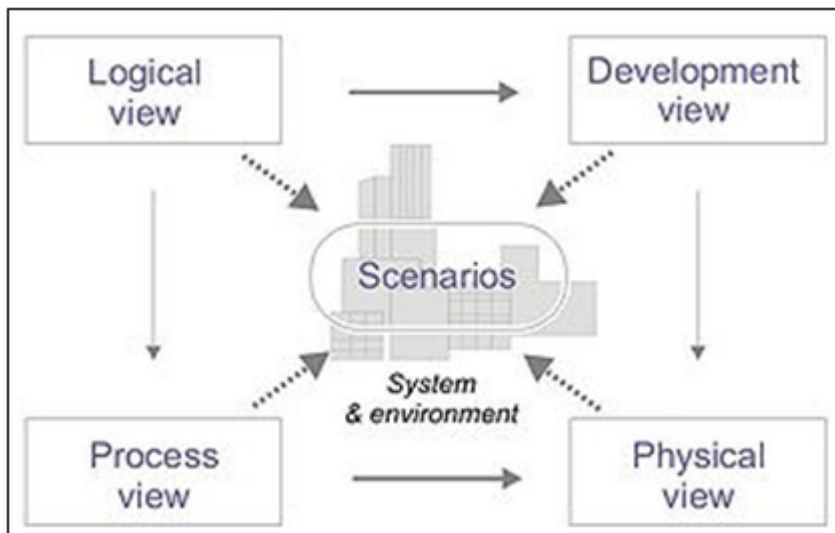 Logical
view
Development
view
Scenarios
System
& environment
Process
view
Physical
view